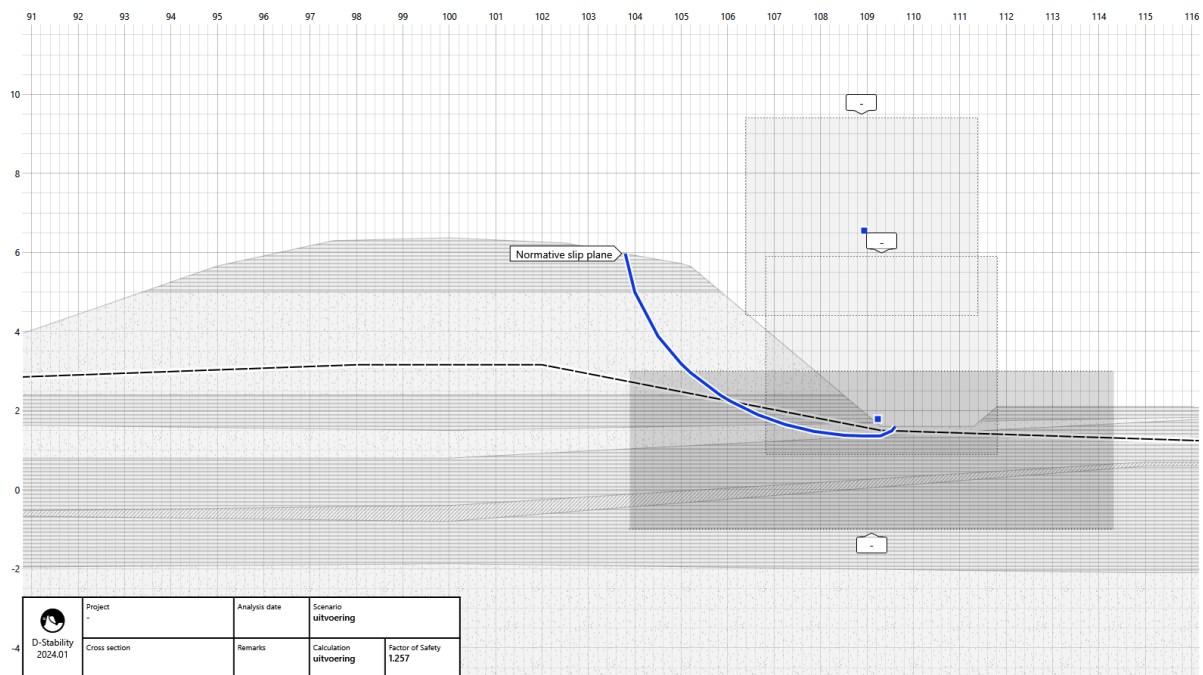 91 92 93 94 95 96 97 98 99 100 101 102 103 104 105 106 107 108 109 110 111 112 113 114 115 116
10
-
8
-
6
Normative slip plane
4
2
0
-
-2
-4
D-Stability
2024.01
Project
-
Analysis date
Scenario
uitvoering
Cross section
Remarks
Calculation
uitvoering
Factor of Safety
1.257